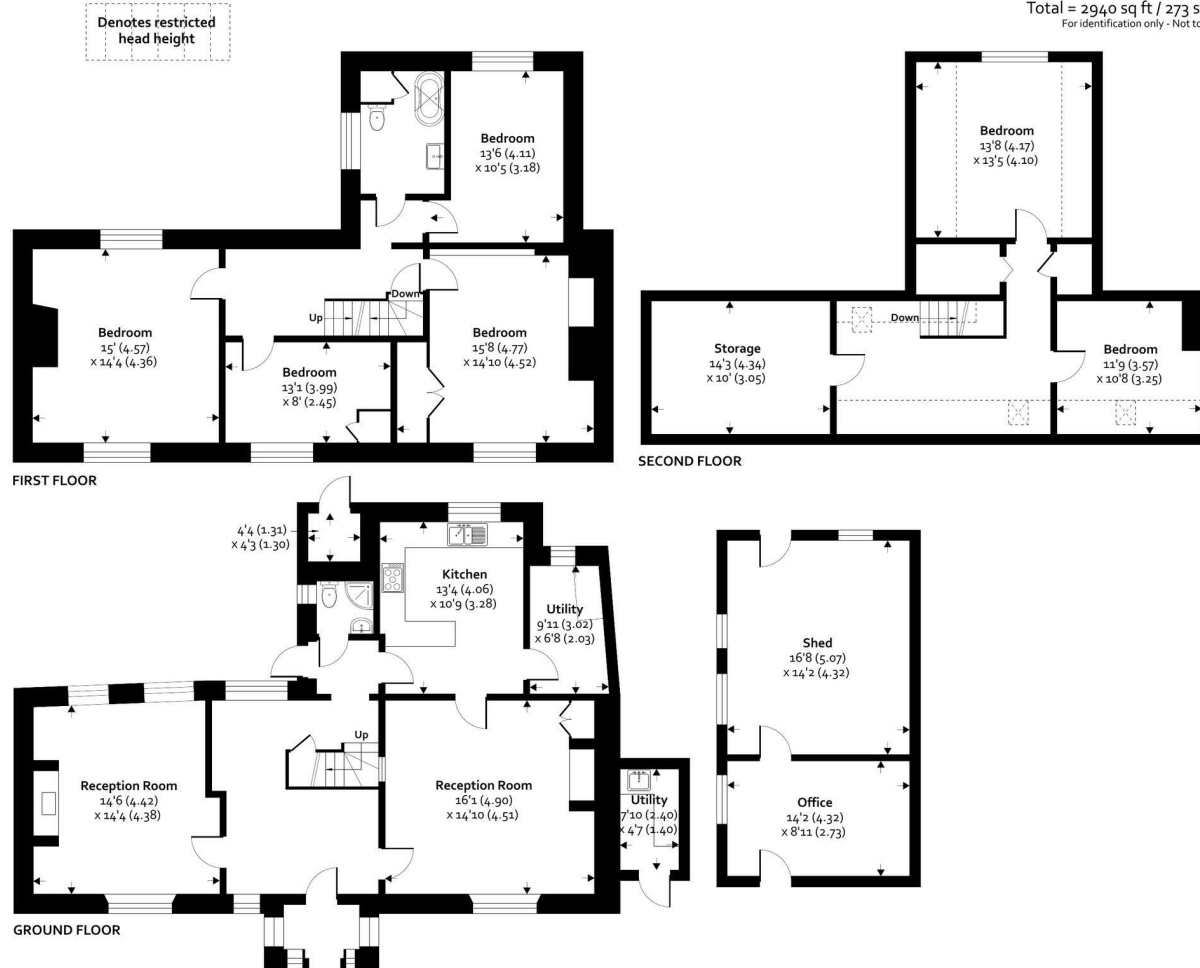 Denotes restricted
head height
Total = 2940 sq ft / 273 s
For identification only - Not to
Bedroom
13'6 (4.11)
x 10'5 (3.18)
Bedroom
15' (4.57)
x 14'4 (4.36)
Up
Down
Bedroom
13'1 (3.99)
x 8' (2.45)
Bedroom
15'8 (4.77)
x 14'10 (4.52)
FIRST FLOOR
Bedroom
13'8 (4.17)
x 13'5 (4.10)
Storage
14'3 (4.34)
x 10' (3.05)
Down
Bedroom
11'9 (3.57)
x 10'8 (3.25)
SECOND FLOOR
4'4 (1.31)
x 4'3 (1.30)
Kitchen
13'4 (4.06)
x 10'9 (3.28)
Utility
9'11 (3.02)
x 6'8 (2.03)
Reception Room
14'6 (4.42)
x 14'4 (4.38)
Up
Reception Room
16'1 (4.90)
x 14'10 (4.51)
Utility
7'10 (2.40)
x 4'7 (1.40)
Shed
16'8 (5.07)
x 14'2 (4.32)
Office
14'2 (4.32)
x 8'11 (2.73)
GROUND FLOOR